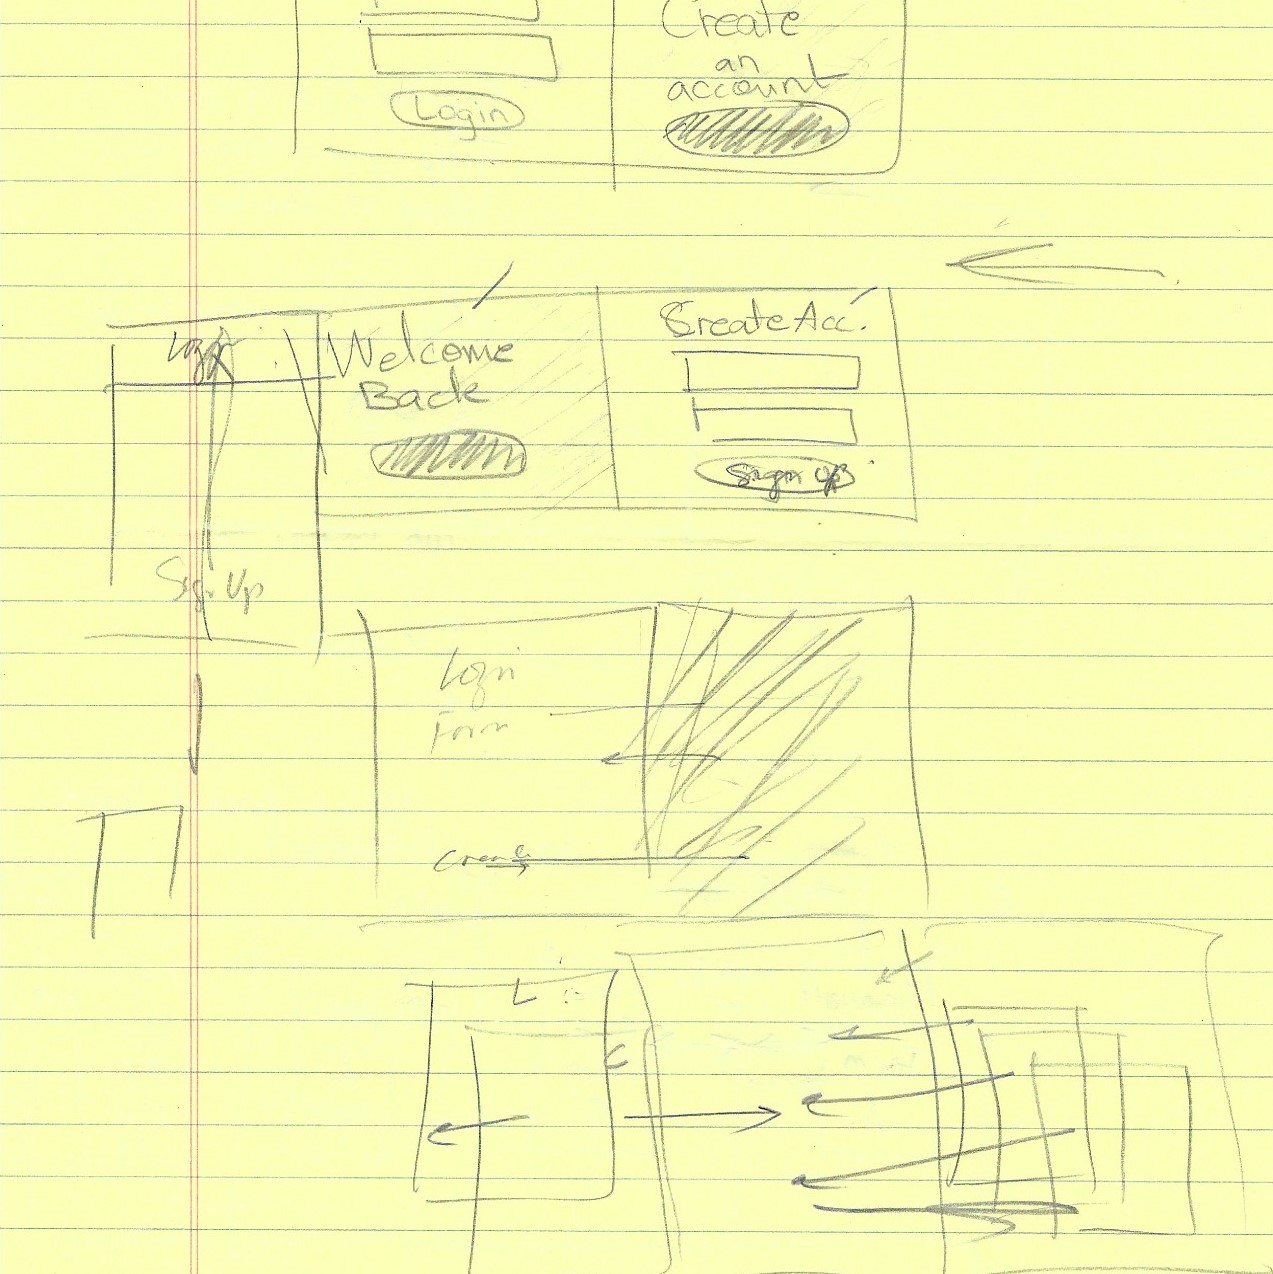 Create
an
account
Login
Create Acc.
Login
Welcome
Back
Sign Up
Sign Up
Login
Form
Create
L
C